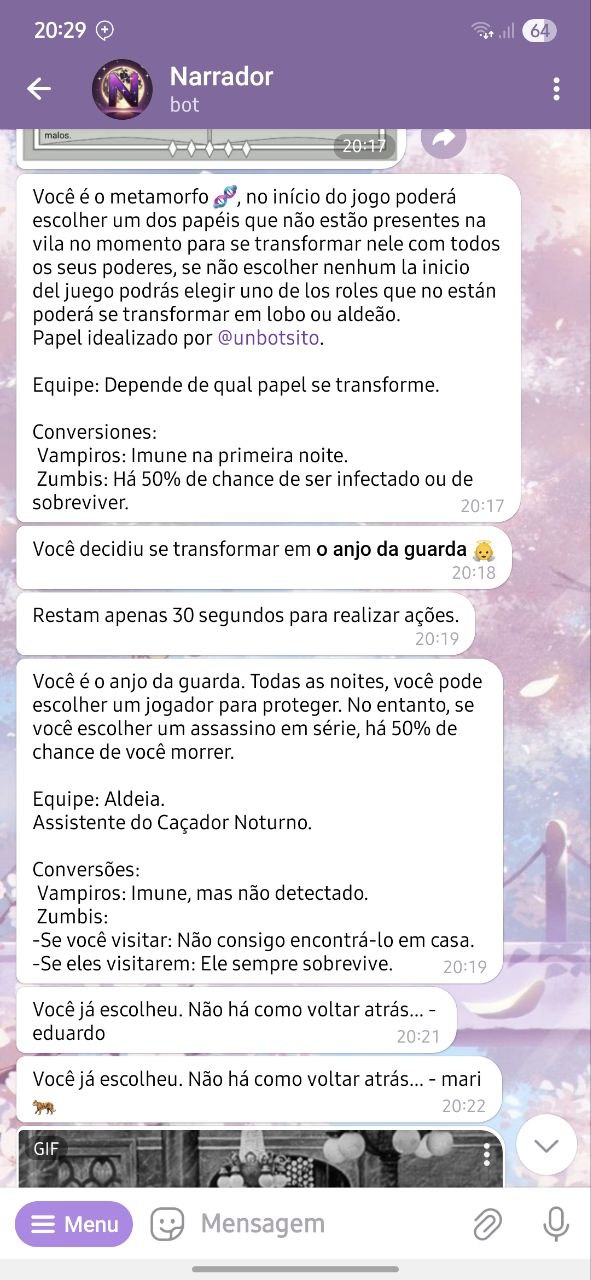 20:29
64
Narrador
bot
malos.
20:17
Você é o metamorfo 🧬, no início do jogo poderá
escolher um dos papéis que não estão presentes na
vila no momento para se transformar nele com todos
os seus poderes, se não escolher nenhum la inicio
del juego podrás elegir uno de los roles que no están
poderá se transformar em lobo ou aldeão.
Papel idealizado por @unbotsito.
Equipe: Depende de qual papel se transforme.
Conversiones:
Vampiros: Imune na primeira noite.
Zumbis: Há 50% de chance de ser infectado ou de
sobreviver.
20:17
Você decidiu se transformar em o anjo da guarda 👼
20:18
Restam apenas 30 segundos para realizar ações.
20:19
Você é o anjo da guarda. Todas as noites, você pode
escolher um jogador para proteger. No entanto, se
você escolher um assassino em série, há 50% de
chance de você morrer.
Equipe: Aldeia.
Assistente do Caçador Noturno.
Conversões:
Vampiros: Imune, mas não detectado.
Zumbis:
-Se você visitar: Não consigo encontrá-lo em casa.
-Se eles visitarem: Ele sempre sobrevive.
20:19
Você já escolheu. Não há como voltar atrás... -
eduardo
20:21
Você já escolheu. Não há como voltar atrás... - mari
🐅
20:22
GIF
Menu
Mensagem